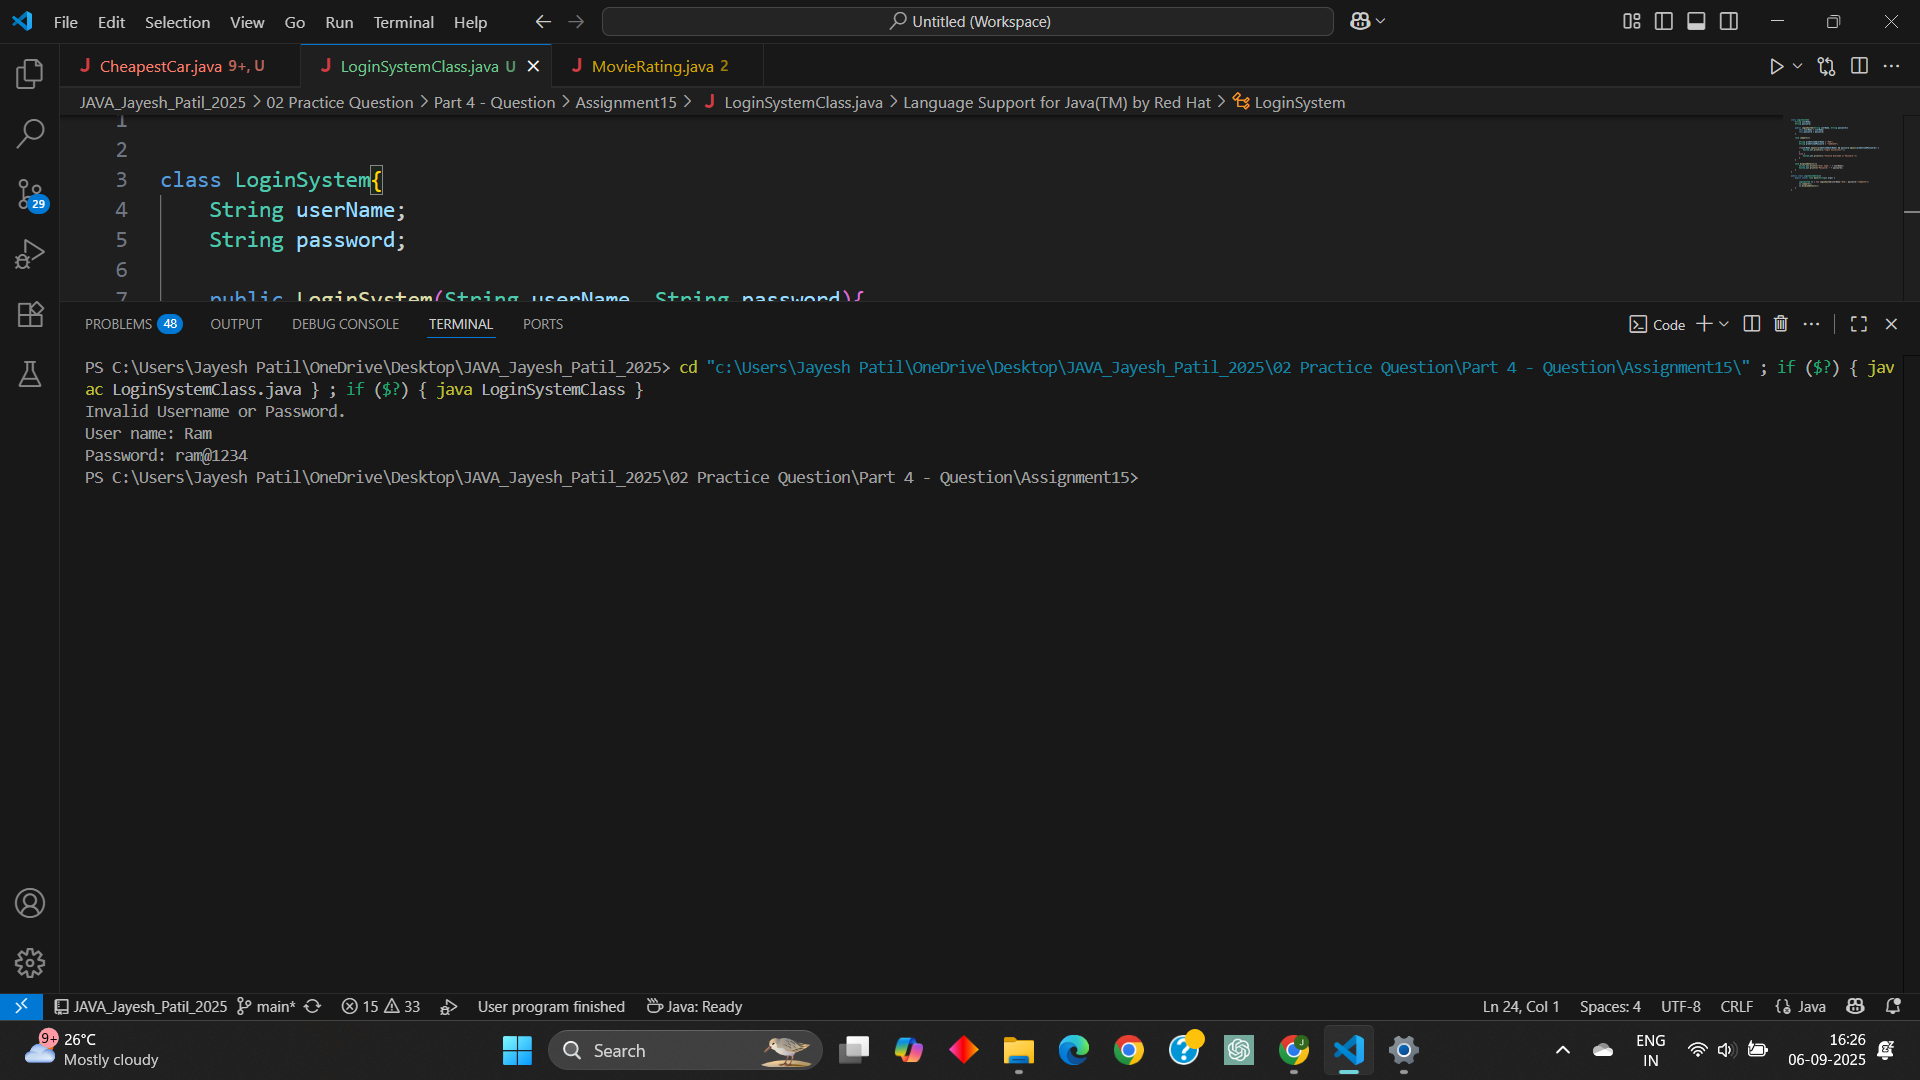 File Edit Selection View Go Run Terminal Help Untitled (Workspace)
CheapestCar.java 9+, U LoginSystemClass.java U MovieRating.java 2
JAVA_Jayesh_Patil_2025 > 02 Practice Question > Part 4 - Question > Assignment15 > LoginSystemClass.java > Language Support for Java(TM) by Red Hat > LoginSystem
1
2
3 class LoginSystem{
4 String userName;
5 String password;
6
7 public LoginSystem(String userName, String password){
29
PROBLEMS 48 OUTPUT DEBUG CONSOLE TERMINAL PORTS Code
PS C:\Users\Jayesh Patil\OneDrive\Desktop\JAVA_Jayesh_Patil_2025> cd "c:\Users\Jayesh Patil\OneDrive\Desktop\JAVA_Jayesh_Patil_2025\02 Practice Question\Part 4 - Question\Assignment15\" ; if ($?) { jav
ac LoginSystemClass.java } ; if ($?) { java LoginSystemClass }
Invalid Username or Password.
User name: Ram
Password: ram@1234
PS C:\Users\Jayesh Patil\OneDrive\Desktop\JAVA_Jayesh_Patil_2025\02 Practice Question\Part 4 - Question\Assignment15>
JAVA_Jayesh_Patil_2025 main* 15 33 User program finished Java: Ready Ln 24, Col 1 Spaces: 4 UTF-8 CRLF Java
9+ 26°C
Mostly cloudy
Search
ENG
IN
16:26
06-09-2025